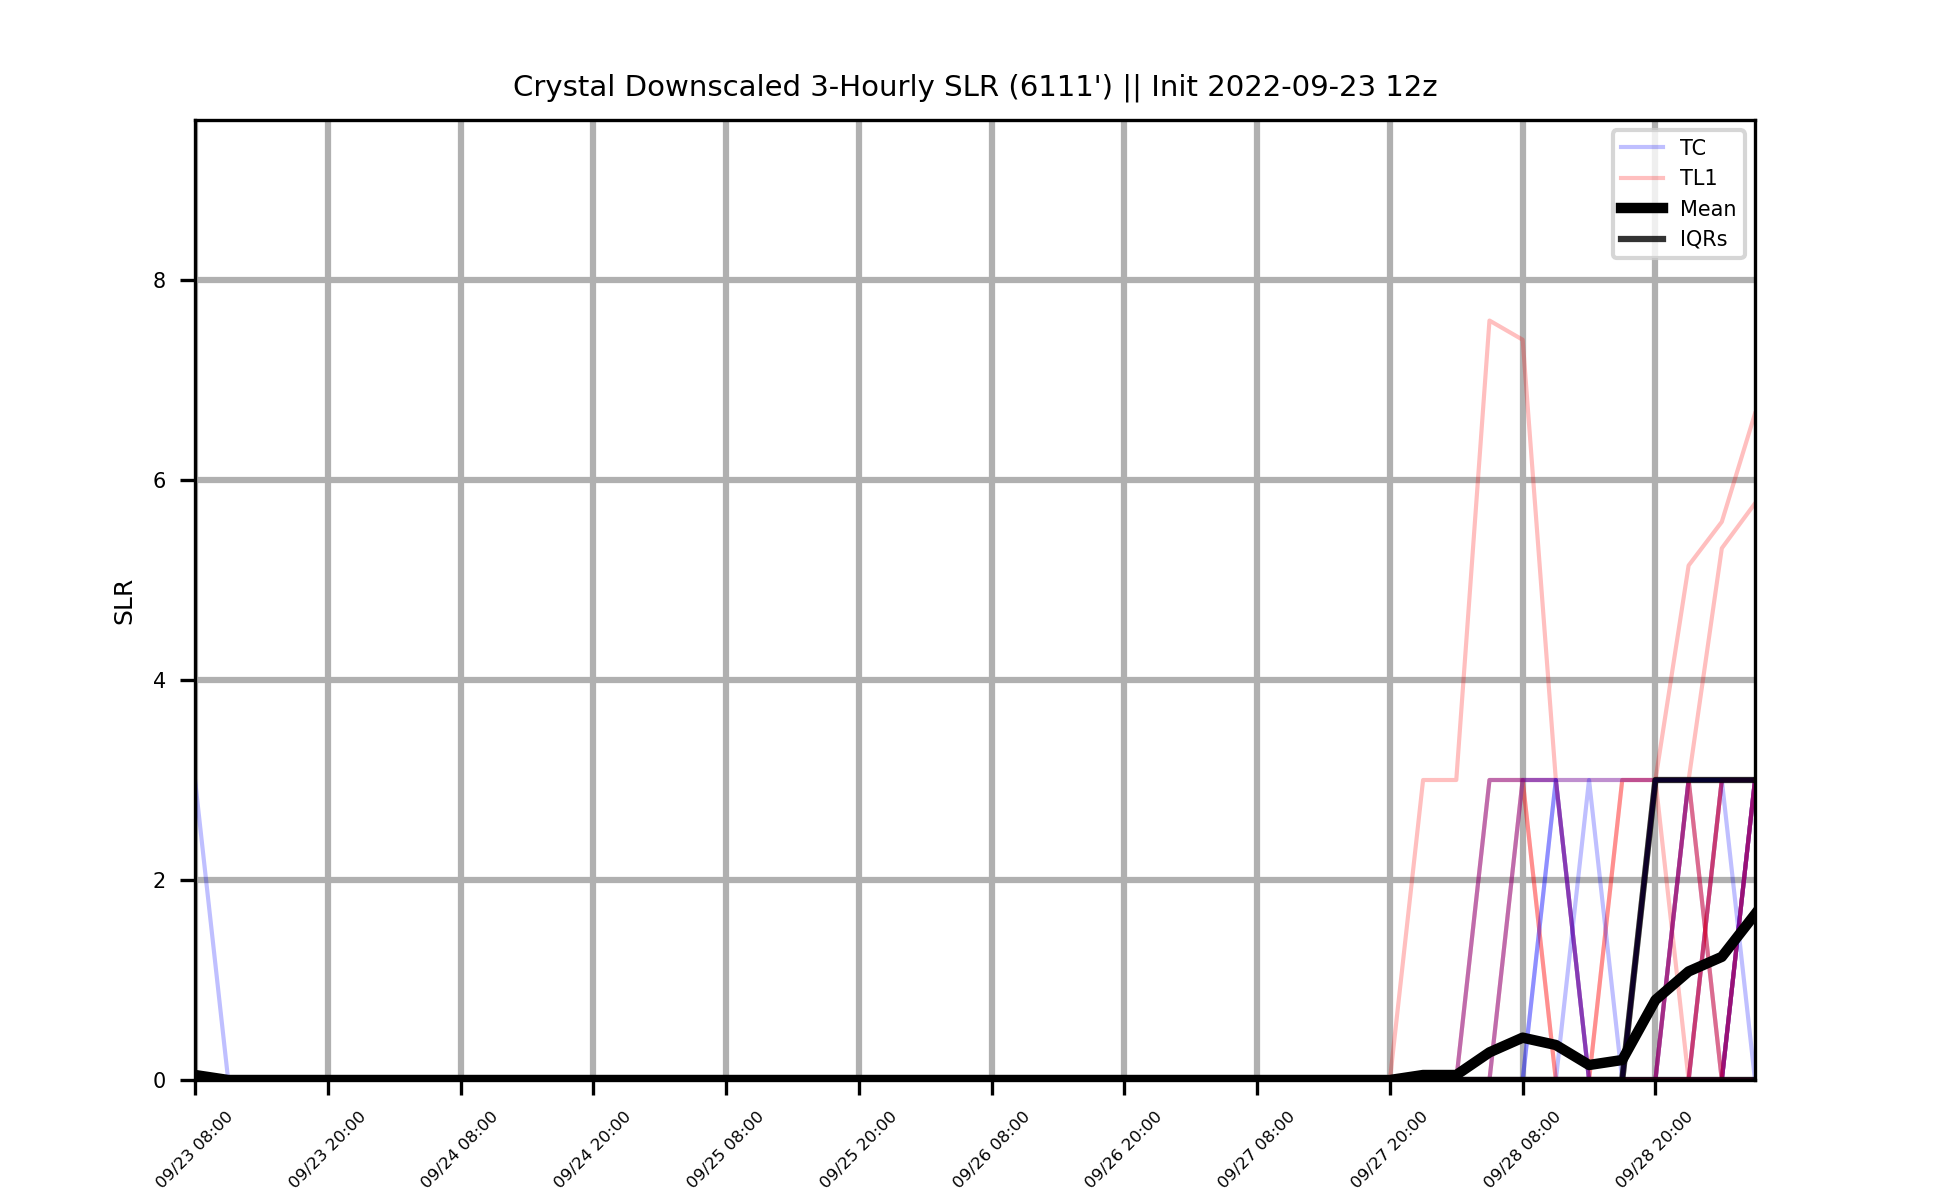 Crystal Downscaled 3-Hourly SLR (6111') || Init 2022-09-23 12z
TC
TL1
Mean
IQRs
SLR
8
6
4
2
0
09/23 08:00
09/23 20:00
09/24 08:00
09/24 20:00
09/25 08:00
09/25 20:00
09/26 08:00
09/26 20:00
09/27 08:00
09/27 20:00
09/28 08:00
09/28 20:00